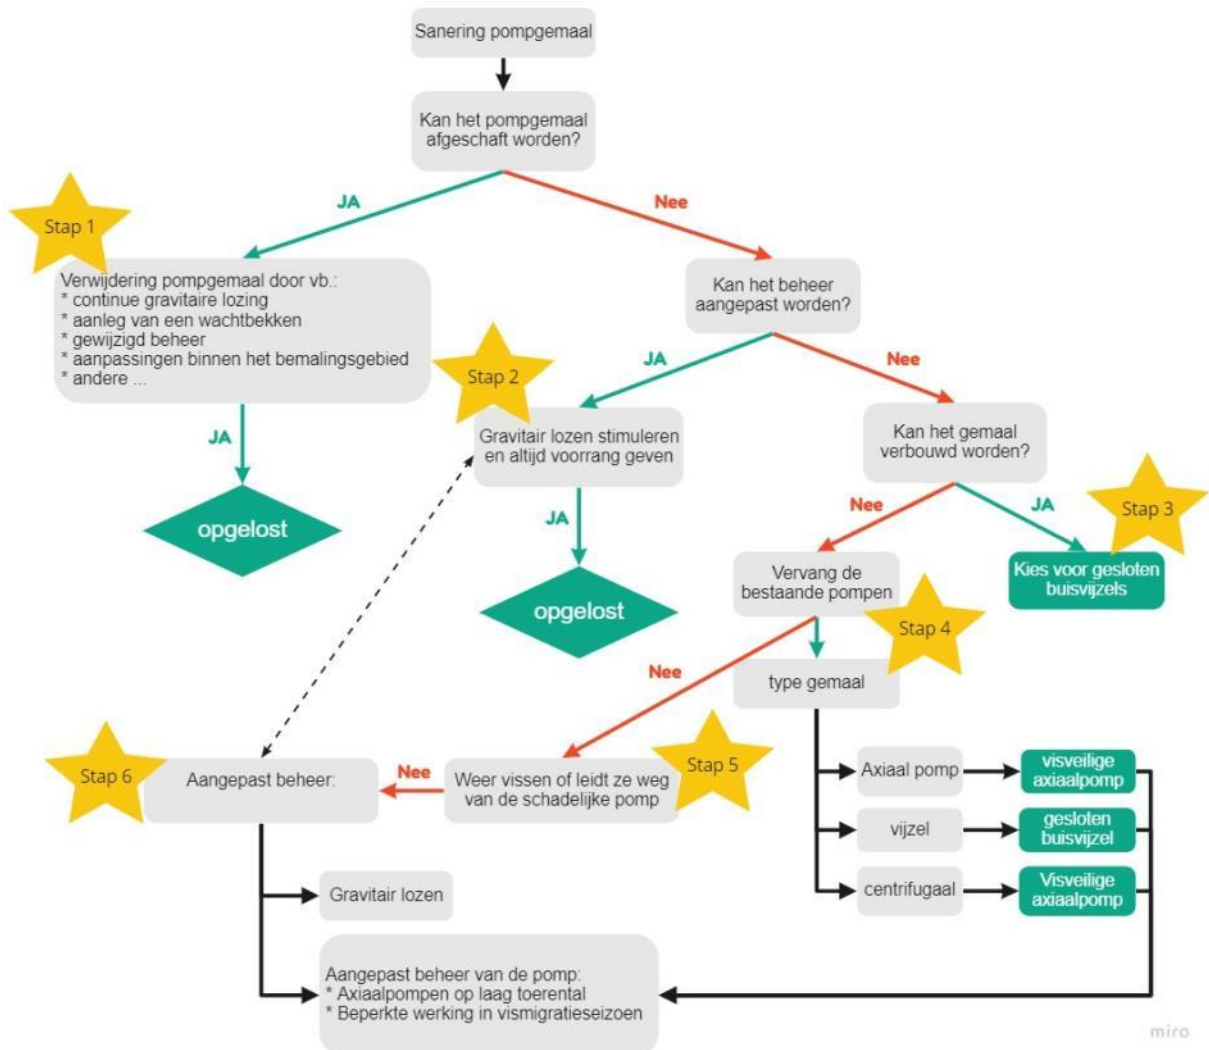 Sanering pompgemaal
Kan het pompgemaal
afgeschaft worden?
JA
Nee
Stap 1
Verwijdering pompgemaal door vb.:
* continue gravitaire lozing
* aanleg van een wachtbekken
* gewijzigd beheer
* aanpassingen binnen het bemalingsgebied
* andere ...
Kan het beheer
aangepast worden?
JA
Nee
Stap 2
Gravitair lozen stimuleren
en altijd voorrang geven
Kan het gemaal
verbouwd worden?
JA
opgelost
JA
opgelost
Nee
JA
Stap 3
Kies voor gesloten
buisvijzels
Vervang de
bestaande pompen
Stap 4
Nee
type gemaal
Stap 5
Weer vissen of leidt ze weg
van de schadelijke pomp
Nee
Stap 6
Aangepast beheer:
Axiaal pomp
visveilige
axiaalpomp
vijzel
gesloten
buisvijzel
centrifugaal
Visveilige
axiaalpomp
Gravitair lozen
Aangepast beheer van de pomp:
* Axiaalpompen op laag toerental
* Beperkte werking in vismigratieseizoen
miro